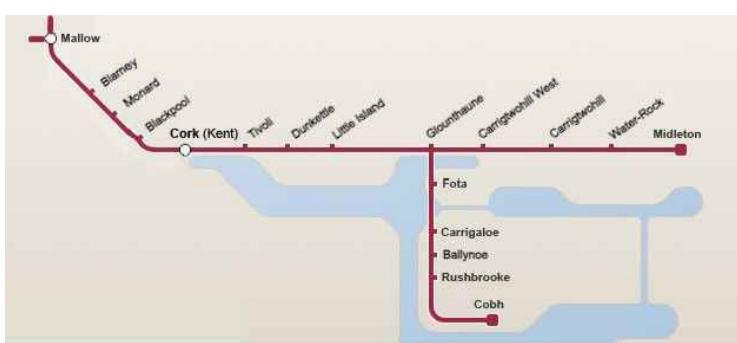 Mallow
Blarney
Monard
Blackpool
Cork (Kent)
Tivoli
Dunkettle
Little Island
Glounthaune
Carrigtwohill West
Carrigtwohill
Water-Rock
Midleton
Fota
Carrigaloe
Ballynoe
Rushbrooke
Cobh